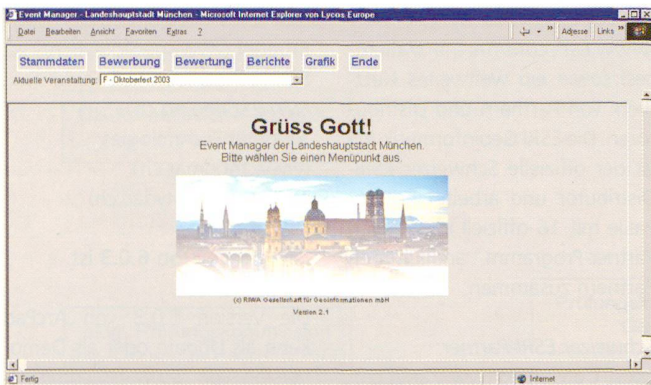 Event Manager - Landeshauptstadt München - Microsoft Internet Explorer von Lycos Europe
Datei Bearbeiten Ansicht Favoriten Extras ?
Adresse Links »
Stammdaten Bewerbung Bewertung Berichte Grafik Ende
Aktuelle Veranstaltung: F - Oktoberfest 2003
Grüss Gott!
Event Manager der Landeshauptstadt München.
Bitte wählen Sie einen Menüpunkt aus.
(c) RIWA Gesellschaft für Geoinformationen mbH
Version 2.1
Fertig
Internet